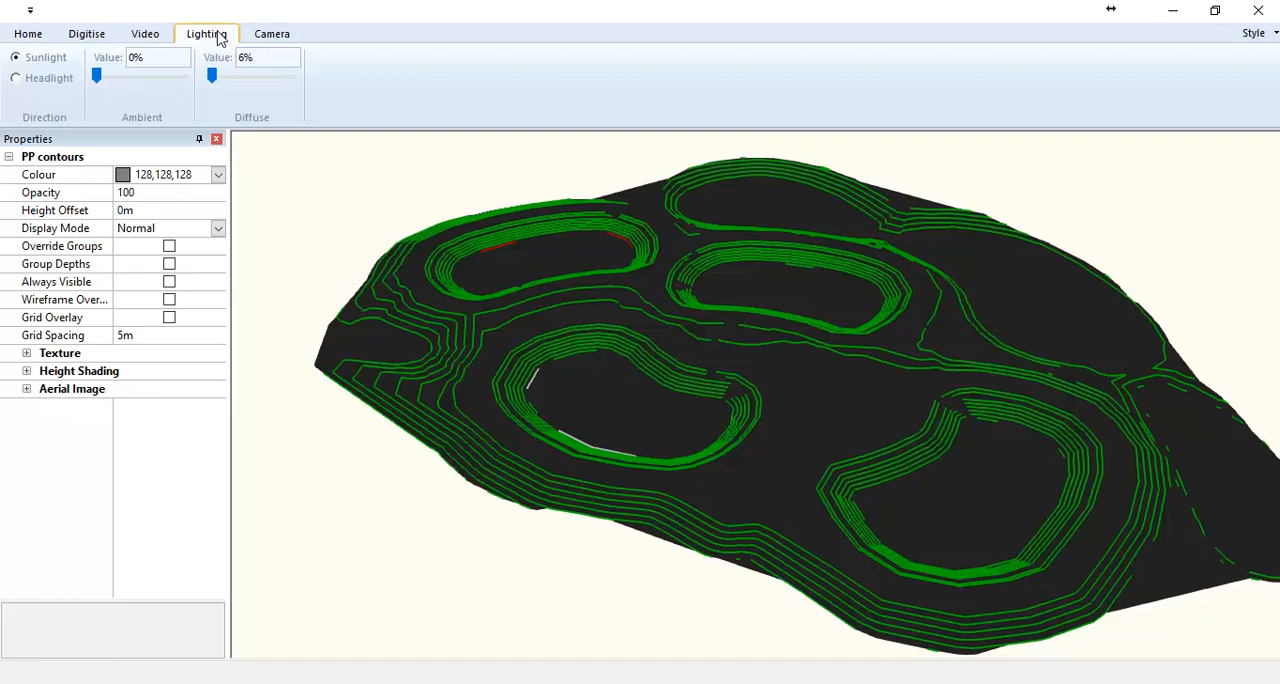 Home Digitise Video Lighting Camera Style
Sunlight Value: 0% Value: 6%
Headlight
Direction Ambient Diffuse
Properties
PP contours
Colour 128,128,128
Opacity 100
Height Offset 0m
Display Mode Normal
Override Groups
Group Depths
Always Visible
Wireframe Over...
Grid Overlay
Grid Spacing 5m
Texture
Height Shading
Aerial Image